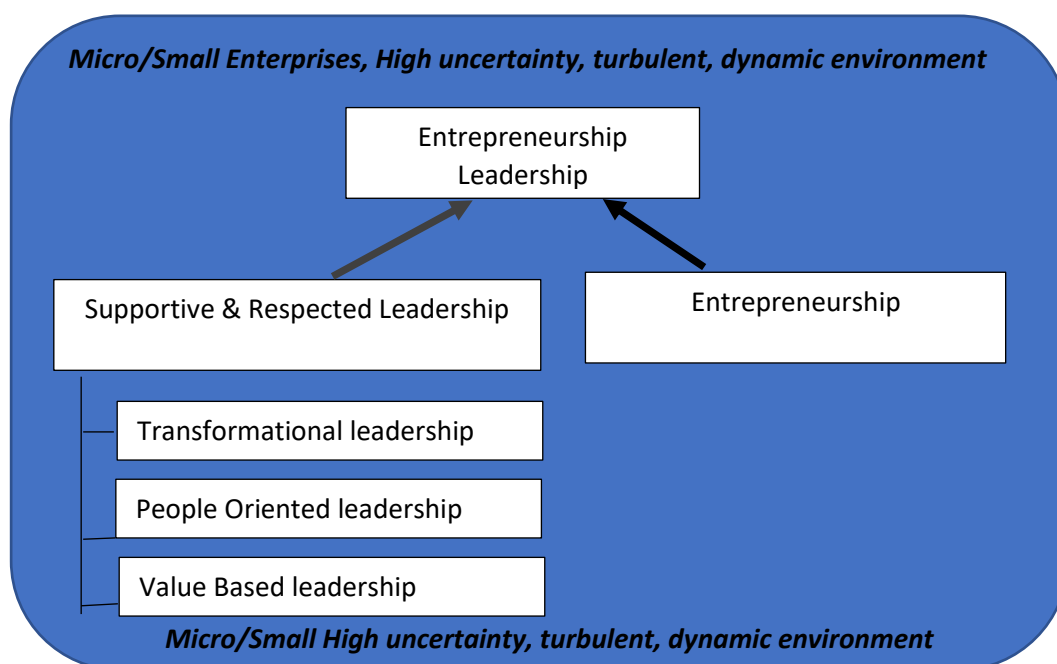 Micro/Small Enterprises, High uncertainty, turbulent, dynamic environment
Entrepreneurship
Leadership
Supportive & Respected Leadership
Entrepreneurship
Transformational leadership
People Oriented leadership
Value Based leadership
Micro/Small High uncertainty, turbulent, dynamic environment